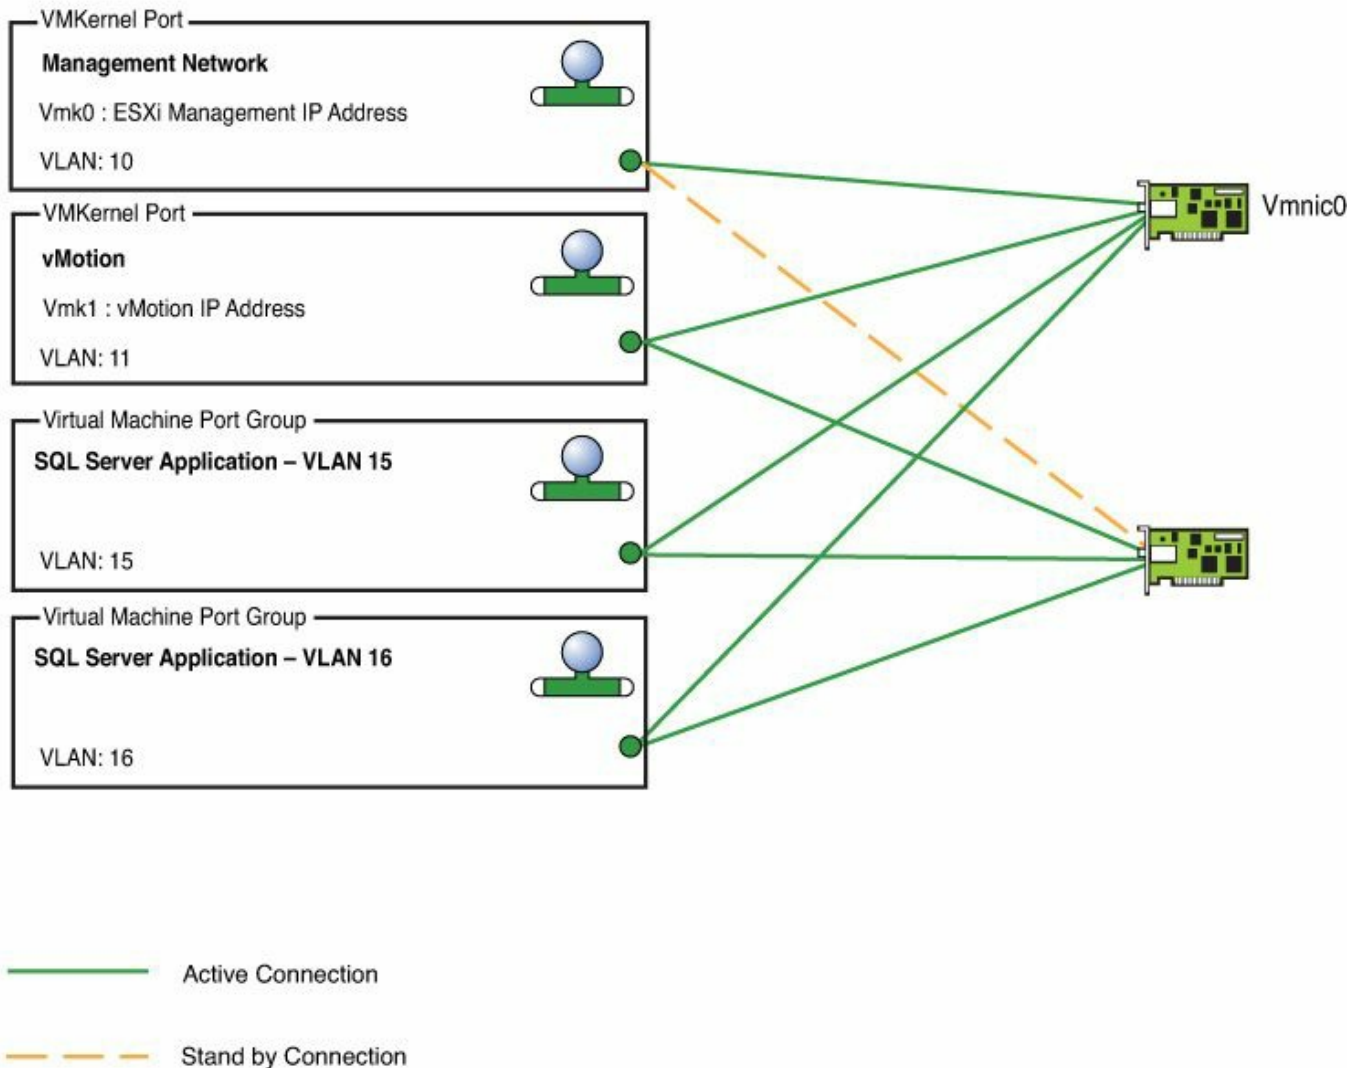 VMKernel Port
Management Network
Vmk0 : ESXi Management IP Address
VLAN: 10
Vmnic0
VMKernel Port
vMotion
Vmk1 : vMotion IP Address
VLAN: 11
Virtual Machine Port Group
SQL Server Application – VLAN 15
VLAN: 15
Virtual Machine Port Group
SQL Server Application – VLAN 16
VLAN: 16
Active Connection
Stand by Connection